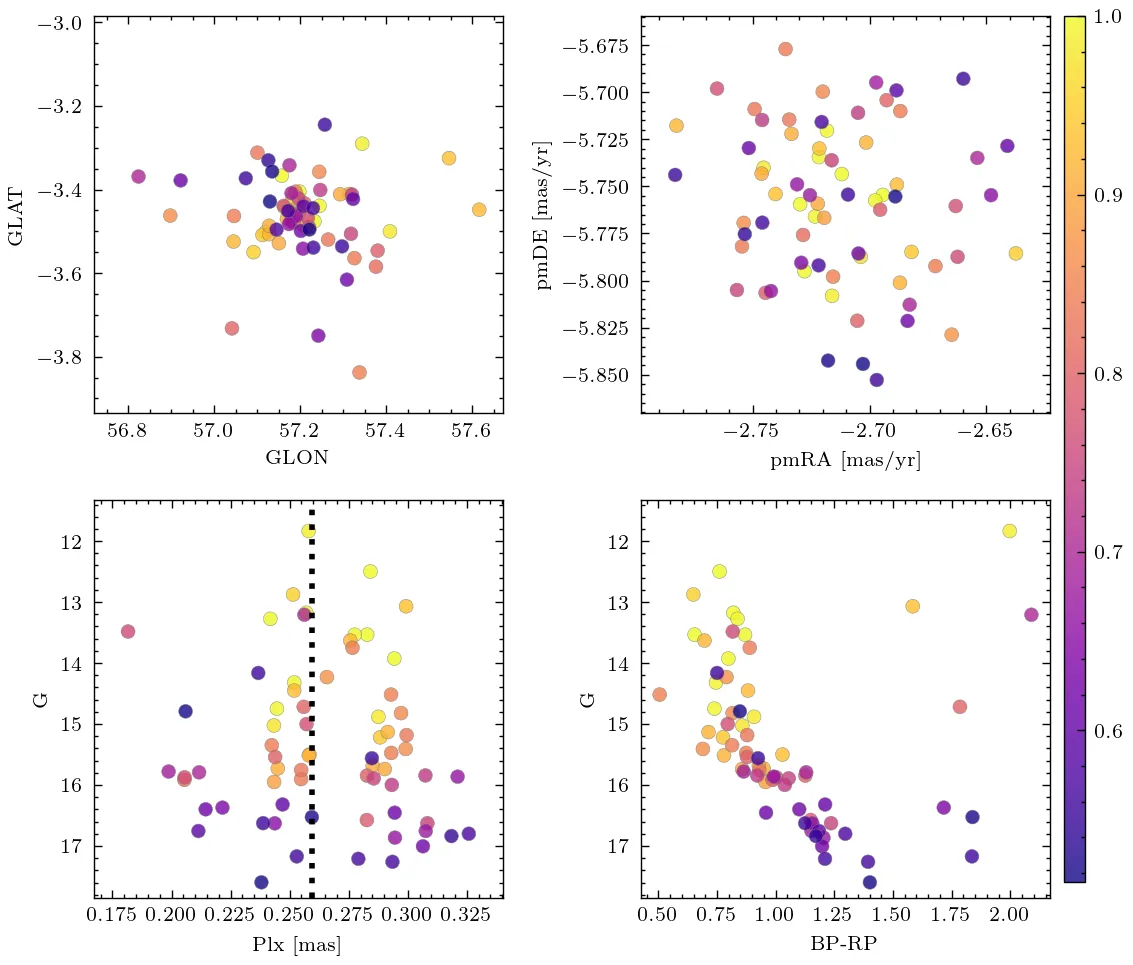 −3.0
−3.2
−3.4
−3.6
−3.8
GLAT
56.8 57.0 57.2 57.4 57.6
GLON
−5.675
−5.700
−5.725
−5.750
−5.775
−5.800
−5.825
−5.850
pmDE [mas/yr]
−2.75 −2.70 −2.65
pmRA [mas/yr]
1.0
0.9
0.8
0.7
0.6
12
13
14
15
16
17
G
0.175 0.200 0.225 0.250 0.275 0.300 0.325
Plx [mas]
12
13
14
15
16
17
G
0.50 0.75 1.00 1.25 1.50 1.75 2.00
BP-RP